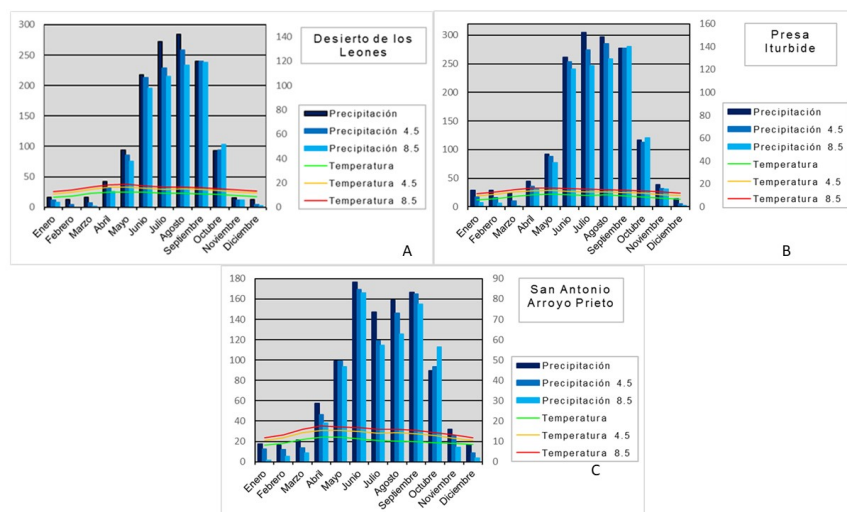 300
250
200
150
100
50
0
140
120
100
80
60
40
20
0
Desierto de los
Leones
Precipitación
Precipitación 4.5
Precipitación 8.5
Temperatura
Temperatura 4.5
Temperatura 8.5
Enero
Febrero
Marzo
Abril
Mayo
Junio
Julio
Agosto
Septiembre
Octubre
Noviembre
Diciembre
A
300
250
200
150
100
50
0
160
140
120
100
80
60
40
20
0
Presa
Iturbide
Precipitación
Precipitación 4.5
Precipitación 8.5
Temperatura
Temperatura 4.5
Temperatura 8.5
Enero
Febrero
Marzo
Abril
Mayo
Junio
Julio
Agosto
Septiembre
Octubre
Noviembre
Diciembre
B
180
160
140
120
100
80
60
40
20
0
90
80
70
60
50
40
30
20
10
0
San Antonio
Arroyo Prieto
Precipitación
Precipitación 4.5
Precipitación 8.5
Temperatura
Temperatura 4.5
Temperatura 8.5
Enero
Febrero
Marzo
Abril
Mayo
Junio
Julio
Agosto
Septiembre
Octubre
Noviembre
Diciembre
C